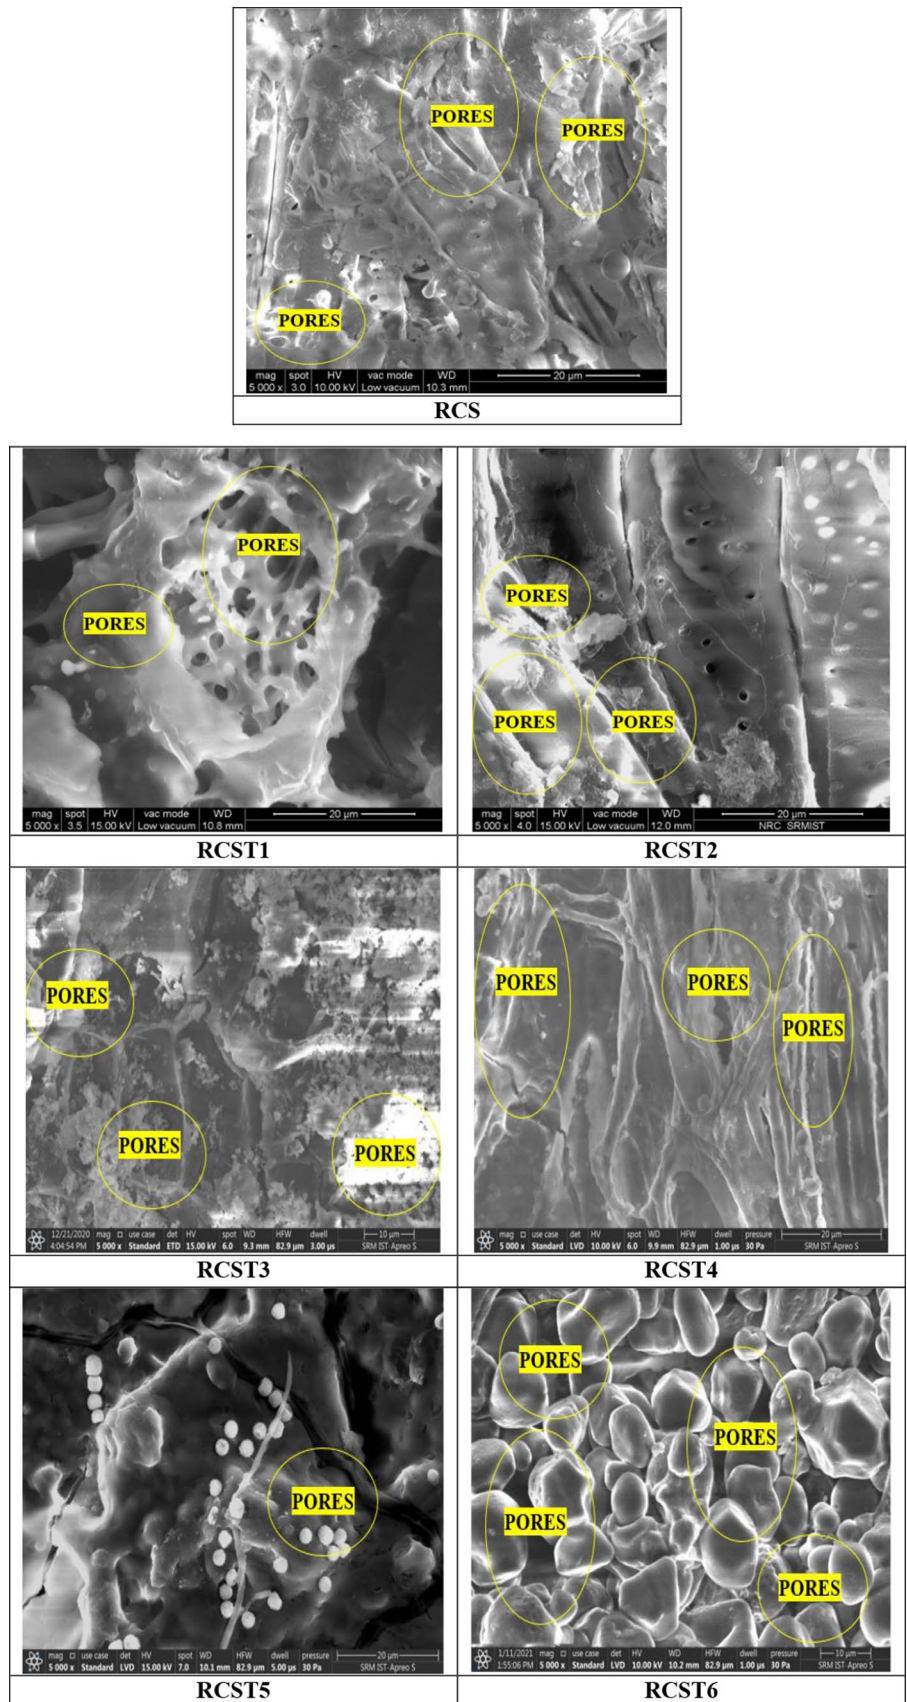 PORES
PORES
PORES
mag spot HV vac mode WD 20 µm
5 000 x 3.0 10.00 kV Low vacuum 10.3 mm
RCS
PORES
PORES
mag spot HV vac mode WD 20 µm
5 000 x 3.5 15.00 kV Low vacuum 10.8 mm
RCST1
PORES
PORES
PORES
mag spot HV vac mode WD 20 µm
5 000 x 4.0 15.00 kV Low vacuum 12.0 mm NRC SRMIST
RCST2
PORES
PORES
PORES
12/21/2020 mag □ use case det HV spot WD HFW dwell 10 µm
4:04:54 PM 5 000 x Standard ETD 15.00 kV 6.0 9.3 mm 82.9 µm 3.00 µs SRM IST-Apreo S
RCST3
PORES
PORES
PORES
mag □ use case det HV spot WD HFW dwell pressure 20 µm
5 000 x Standard LVD 10.00 kV 6.0 9.9 mm 82.9 µm 1.00 µs 30 Pa SRM IST-Apreo S
RCST4
PORES
mag □ use case det HV spot WD HFW dwell pressure 20 µm
5 000 x Standard LVD 15.00 kV 7.0 10.1 mm 82.9 µm 5.00 µs 30 Pa SRM IST-Apreo S
RCST5
PORES
PORES
PORES
PORES
1/11/2021 mag □ use case det HV WD HFW dwell pressure 10 µm
1:55:06 PM 5 000 x Standard LVD 10.00 kV 10.2 mm 82.9 µm 1.00 µs 30 Pa SRM IST-Apreo S
RCST6